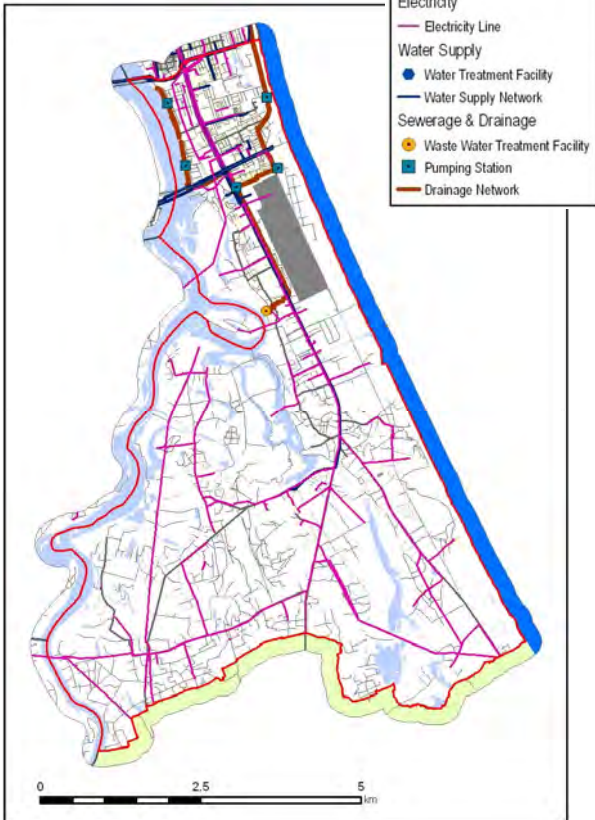 Electricity
Electricity Line
Water Supply
Water Treatment Facility
Water Supply Network
Sewerage & Drainage
Waste Water Treatment Facility
Pumping Station
Drainage Network
0 2.5 5
km